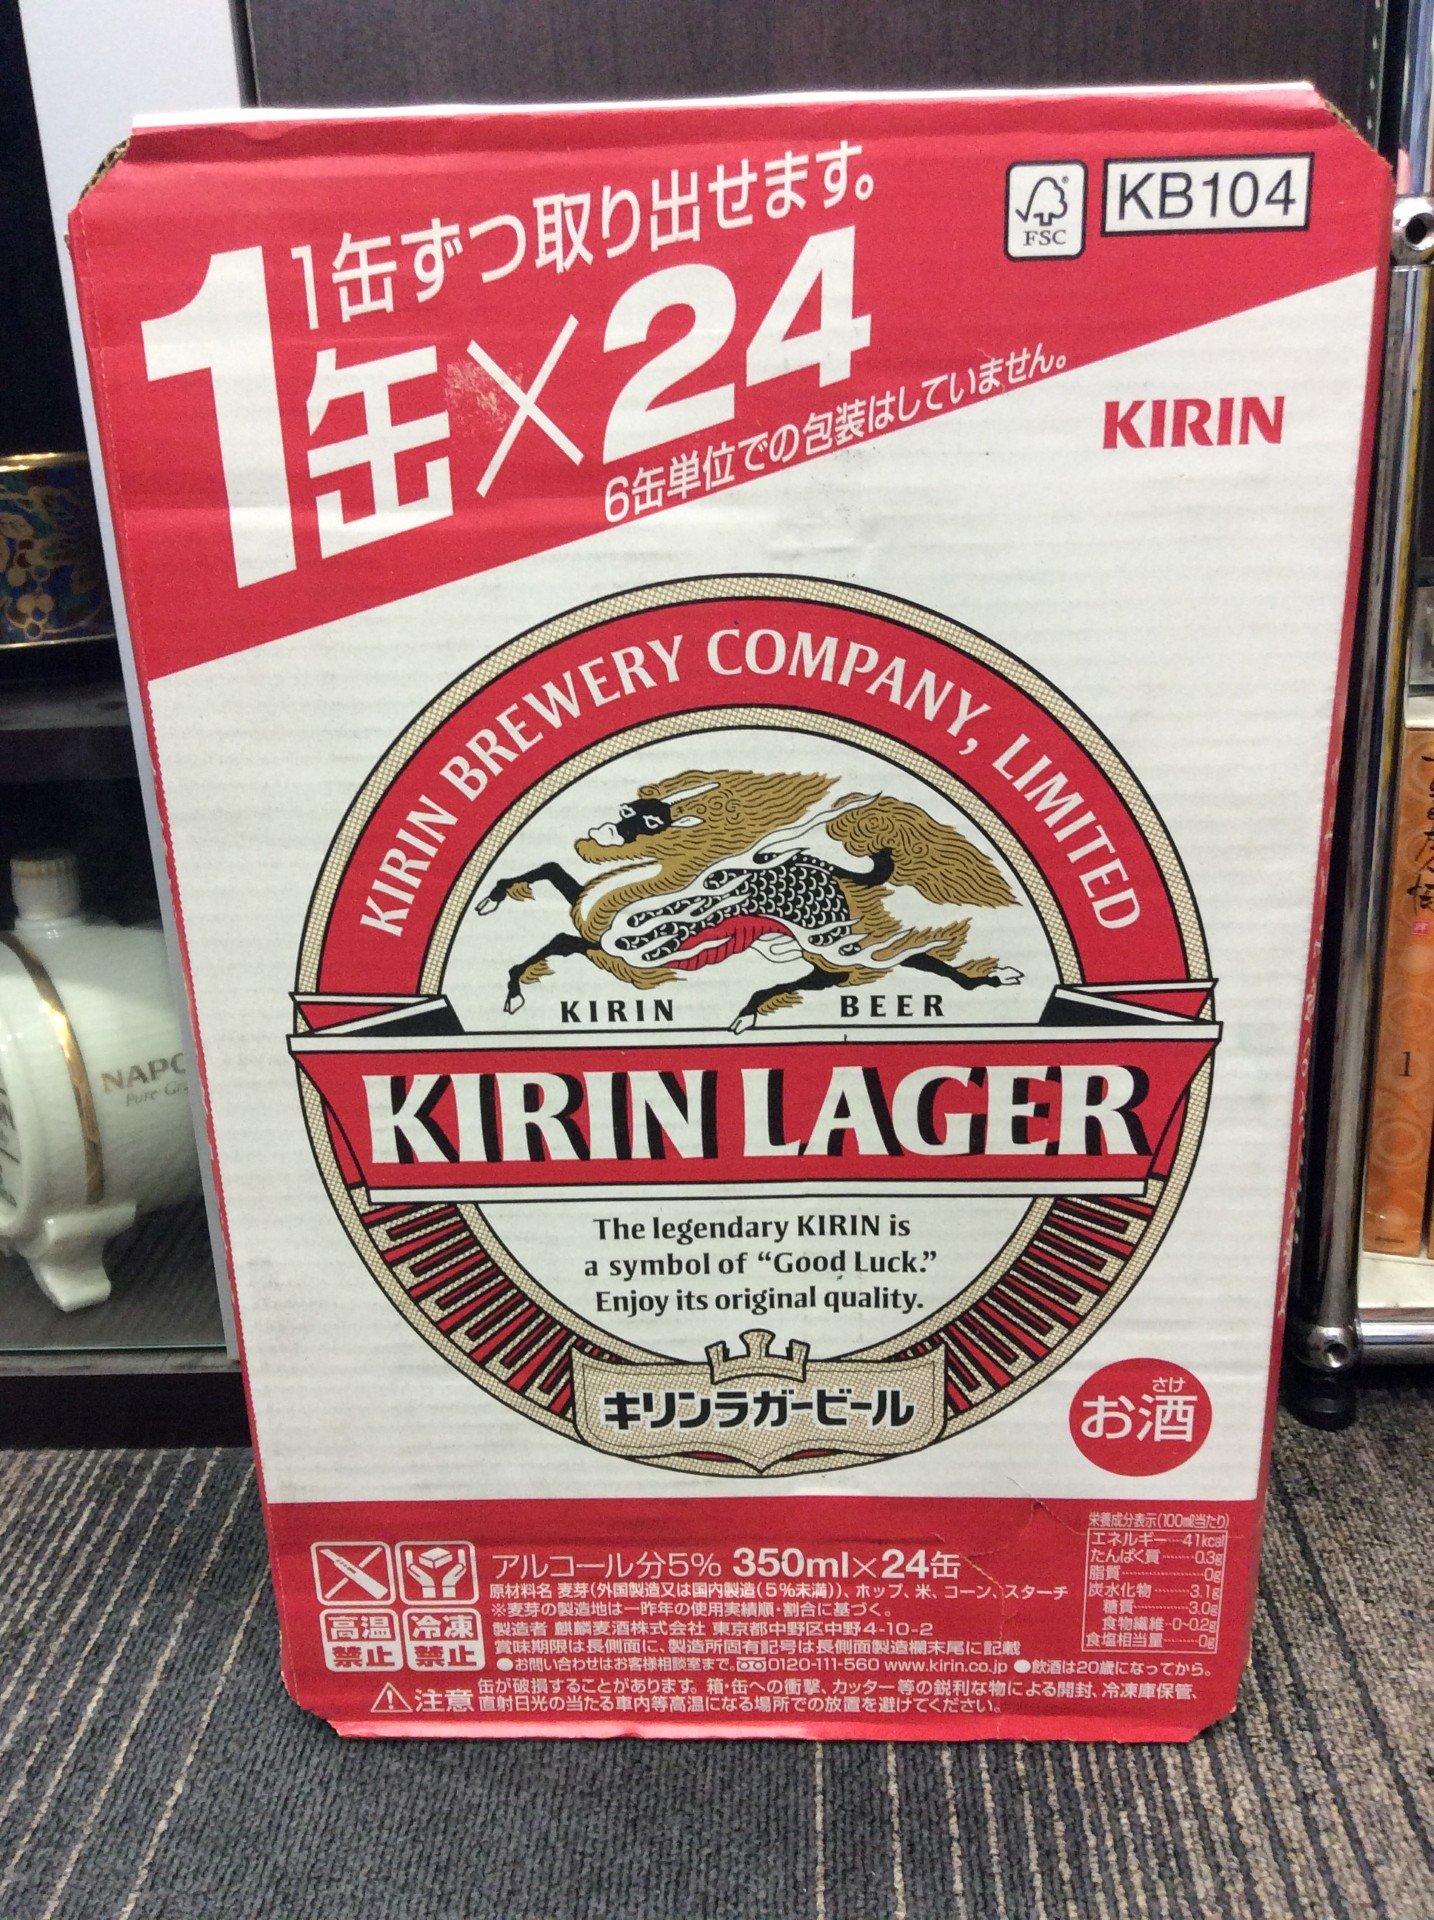 1缶ずつ取り出せます。
1缶×24
6缶単位での包装はしていません。
FSC
KB104
KIRIN
KIRIN BREWERY COMPANY, LIMITED
KIRIN BEER
KIRIN LAGER
The legendary KIRIN is
a symbol of “Good Luck.”
Enjoy its original quality.
キリンラガービール
さけ
お酒
高温
禁止
冷凍
禁止
アルコール分5% 350ml×24缶
原材料名 麦芽(外国製造又は国内製造(5%未満))、ホップ、米、コーン、スターチ
※麦芽の製造地は一昨年の使用実績順・割合に基づく。
製造者 麒麟麦酒株式会社 東京都中野区中野4-10-2
賞味期限は長側面に、製造所固有記号は長側面製造欄末尾に記載
●お問い合わせはお客様相談室まで。0120-111-560 www.kirin.co.jp ●飲酒は20歳になってから。
注意 缶が破損することがあります。箱・缶への衝撃、カッター等の鋭利な物による開封、冷凍庫保管、
直射日光の当たる車内等高温になる場所での放置を避けてください。
栄養成分表示(100ml当たり)
エネルギー 41kcal
たんぱく質 0.3g
脂質 0g
炭水化物 3.1g
糖質 3.0g
食物繊維 0~0.2g
食塩相当量 0g
NAPO
Pure Gr
1